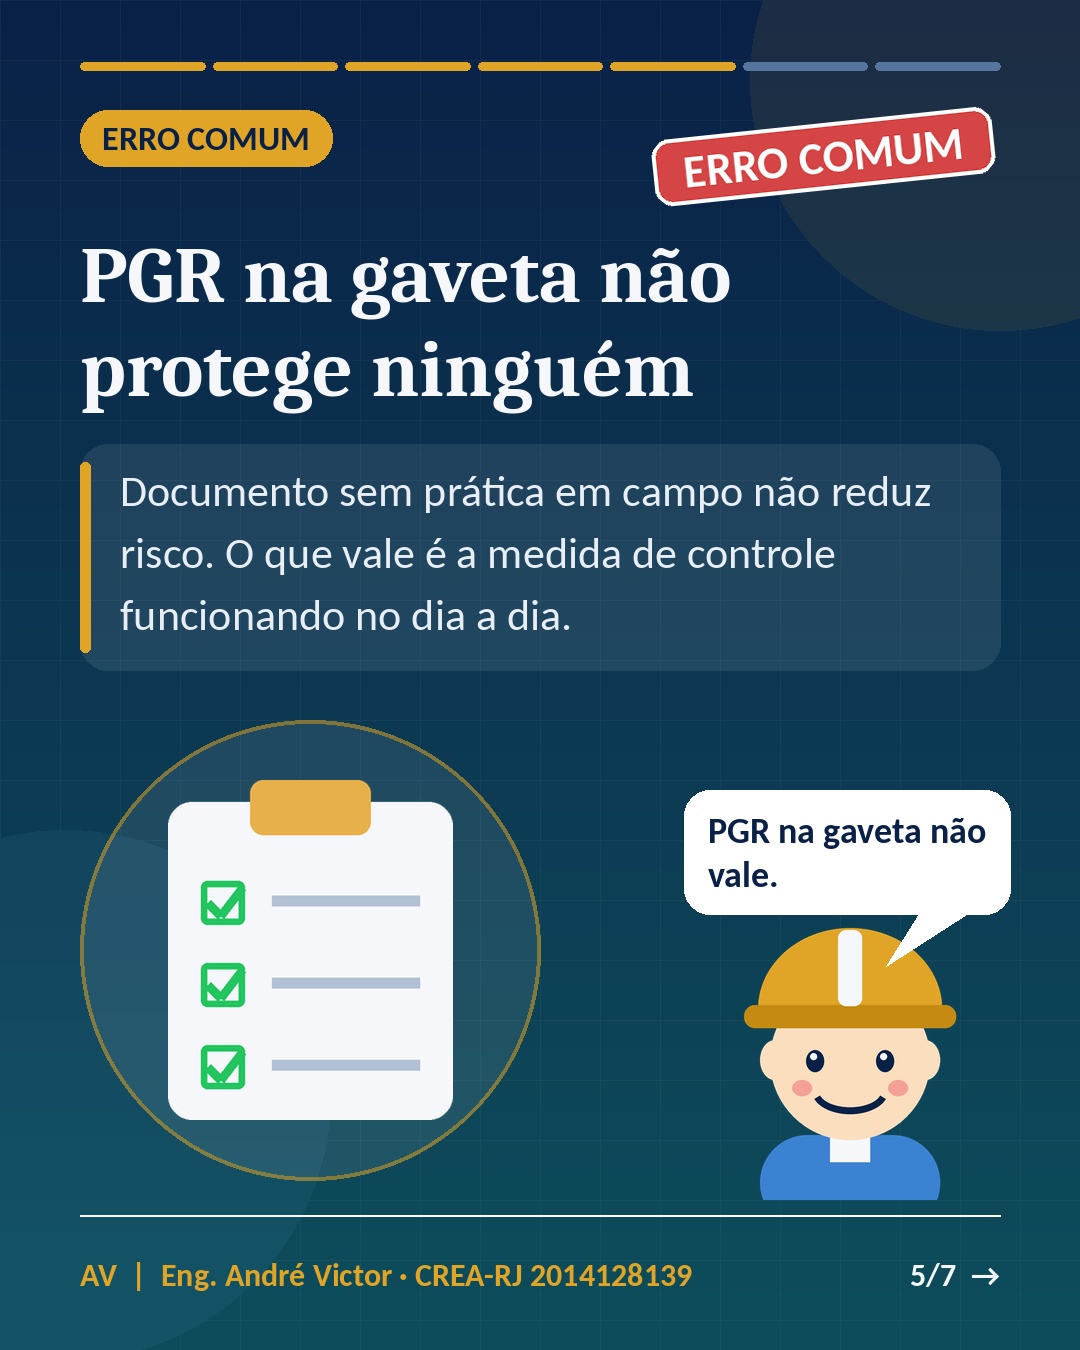 ERRO COMUM
ERRO COMUM
PGR na gaveta não
protege ninguém
Documento sem prática em campo não reduz
risco. O que vale é a medida de controle
funcionando no dia a dia.
PGR na gaveta não
vale.
AV | Eng. André Victor · CREA-RJ 2014128139
5/7 →